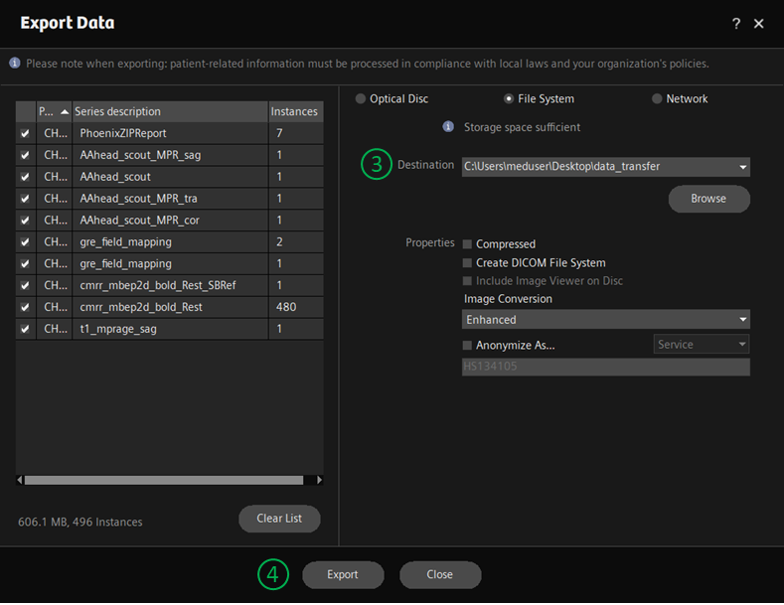 Export Data
?
Please note when exporting: patient-related information must be processed in compliance with local laws and your organization's policies.
P... Series description Instances
CH... PhoenixZIPReport 7
CH... AAhead_scout_MPR_sag 1
CH... AAhead_scout 1
CH... AAhead_scout_MPR_tra 1
CH... AAhead_scout_MPR_cor 1
CH... gre_field_mapping 2
CH... gre_field_mapping 1
CH... cmrr_mbep2d_bold_Rest_SBRef 1
CH... cmrr_mbep2d_bold_Rest 480
CH... t1_mprage_sag 1
606.1 MB, 496 Instances
Clear List
Optical Disc File System Network
Storage space sufficient
3 Destination C:\Users\meduser\Desktop\data_transfer
Browse
Properties Compressed
Create DICOM File System
Include Image Viewer on Disc
Image Conversion
Enhanced
Anonymize As... Service
HS134105
4 Export Close